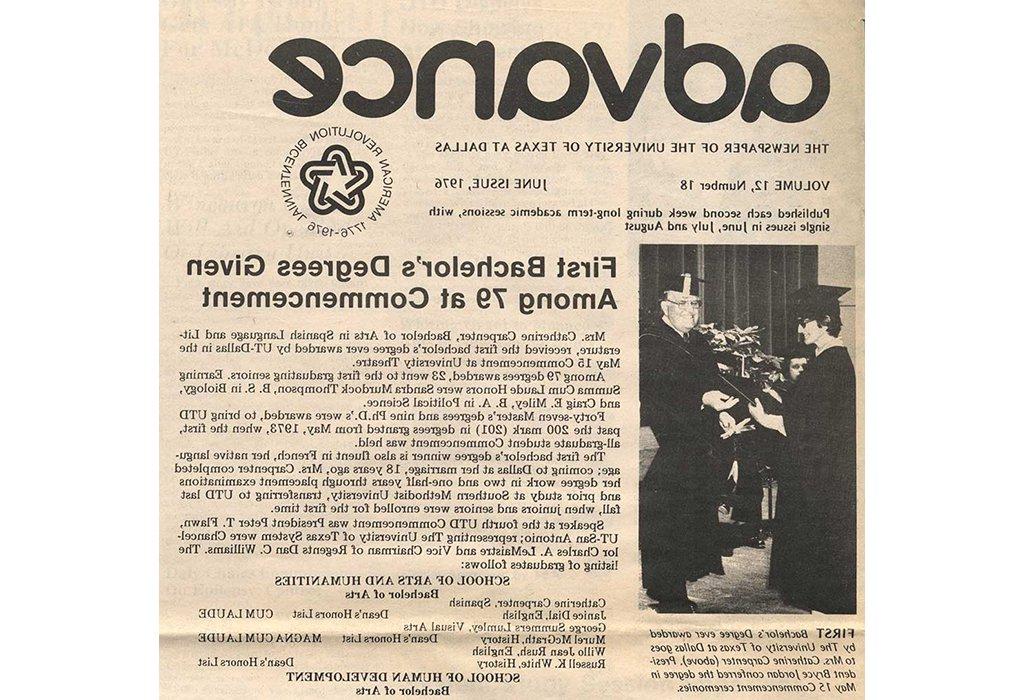 advance
THE NEWSPAPER OF THE UNIVERSITY OF TEXAS AT DALLAS
VOLUME 12, Number 18
JUNE ISSUE, 1976
Published each second week during long-term academic sessions, with
single issues in June, July and August
AMERICAN REVOLUTION BICENTENNIAL
1776-1976
First Bachelor's Degrees Given
Among 79 at Commencement
Mrs. Catherine Carpenter, Bachelor of Arts in Spanish Language and Lit-
erature, received the first bachelor's degree ever awarded by UT-Dallas in the
May 15 Commencement at University Theatre.
Among 79 degrees awarded, 23 went to the first graduating seniors. Earning
Summa Cum Laude Honors were Sandra Murdock Thompson, B. S. in Biology,
and Craig E. Miley, B. A. in Political Science.
Forty-seven Master's degrees and nine Ph.D.'s were awarded, to bring UTD
past the 200 mark (201) in degrees granted from May, 1973, when the first,
all-graduate student Commencement was held.
The first bachelor's degree winner is also fluent in French, her native langu-
age; coming to Dallas at her marriage, 18 years ago, Mrs. Carpenter completed
her degree work in two and one-half years through placement examinations
and prior study at Southern Methodist University, transferring to UTD last
fall, when juniors and seniors were enrolled for the first time.
Speaker at the fourth UTD Commencement was President Peter T. Flawn,
UT-San Antonio; representing The University of Texas System were Chancel-
lor Charles A. LeMaistre and Vice Chairman of Regents Dan C. Williams. The
listing of graduates follows:
SCHOOL OF ARTS AND HUMANITIES
Bachelor of Arts
Catherine Carpenter, Spanish
Janice Dial, English Dean's Honors List CUM LAUDE
George Summers Lumley, Visual Arts
Murel McGrath, History Dean's Honors List MAGNA CUM LAUDE
Willo Jean Rush, English
Russell K. White, History Dean's Honors List
SCHOOL OF HUMAN DEVELOPMENT
Bachelor of Arts
FIRST Bachelor's Degree ever awarded
by The University of Texas at Dallas goes
to Mrs. Catherine Carpenter (above). Presi-
dent Bryce Jordan conferred the degree in
May 15 Commencement ceremonies.